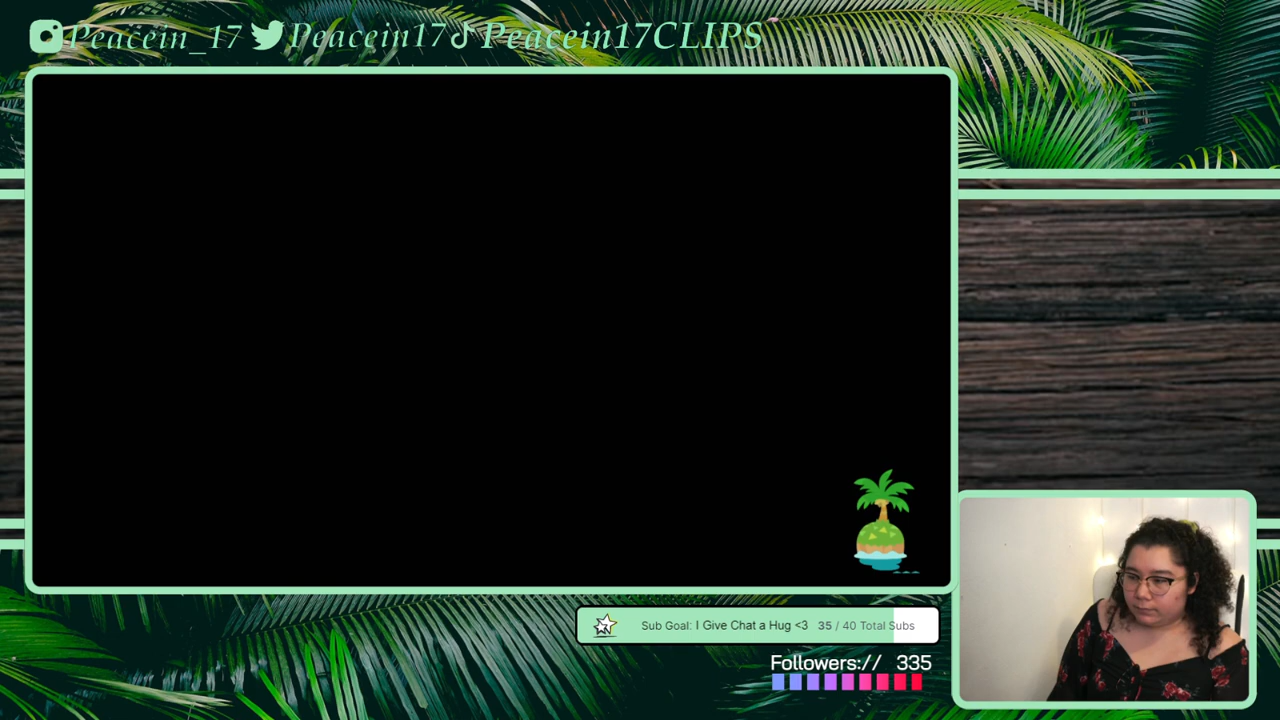 Peacein_17 Peacein17 Peacein17CLIPS
Sub Goal: I Give Chat a Hug <3 35 / 40 Total Subs
Followers:// 335